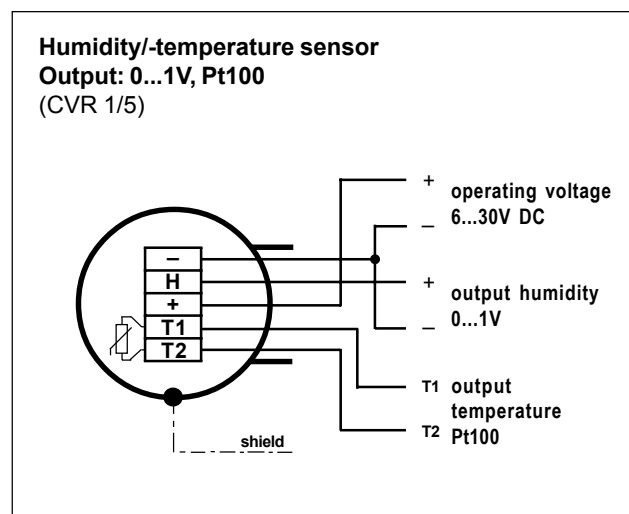 Humidity/-temperature sensor
Output: 0...1V, Pt100
(CVR 1/5)
+ operating voltage
– 6...30V DC
–
H
+
T1
T2
+ output humidity
– 0...1V
T1 output
temperature
T2 Pt100
shield